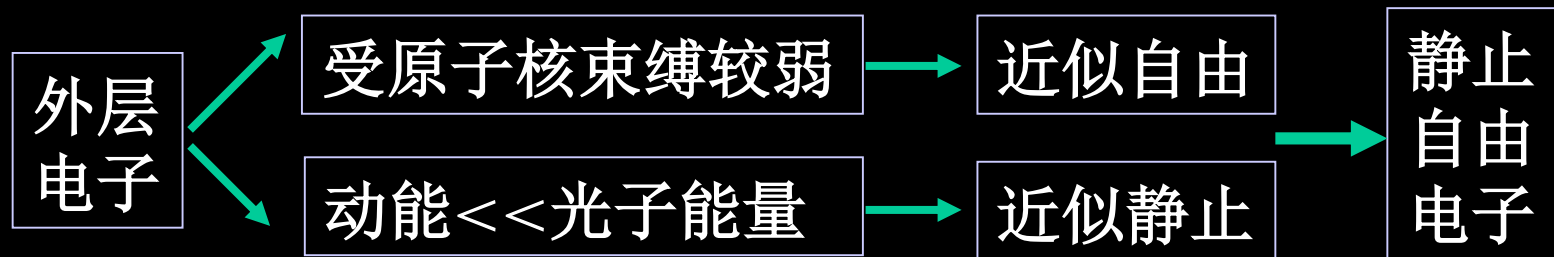 外层
电子
受原子核束缚较弱
近似自由
动能<<光子能量
近似静止
静止
自由
电子